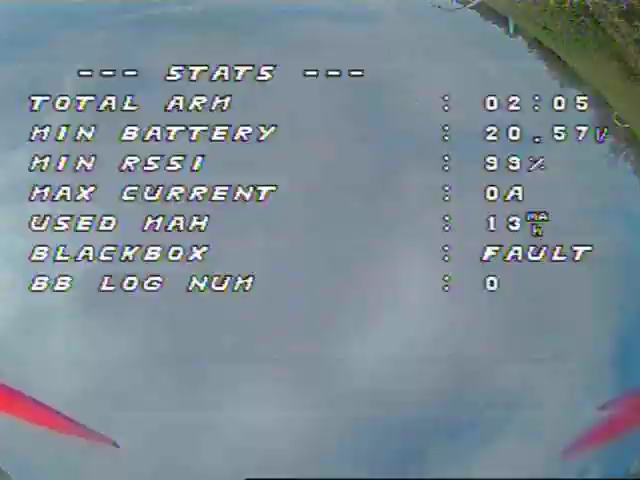 --- STATS ---
TOTAL ARM : 02:05
MIN BATTERY : 20.57V
MIN RSSI : 99%
MAX CURRENT : 0A
USED MAH : 13 MAH
BLACKBOX : FAULT
BB LOG NUM : 0